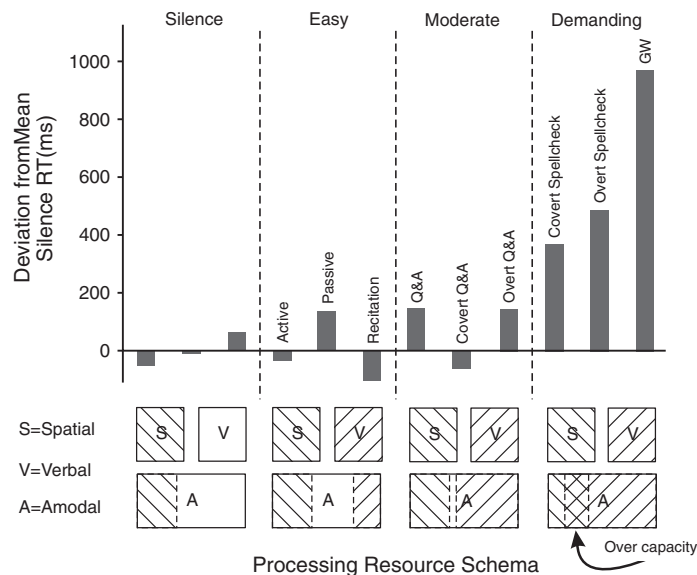 Silence Easy Moderate Demanding
Deviation fromMean
Silence RT(ms)
1000
800
600
400
200
0
Active
Passive
Recitation
Q&A
Covert Q&A
Overt Q&A
Covert Spellcheck
Overt Spellcheck
GW
S=Spatial
V=Verbal
A=Amodal
S V S V S V S V
A A A A
Over capacity
Processing Resource Schema